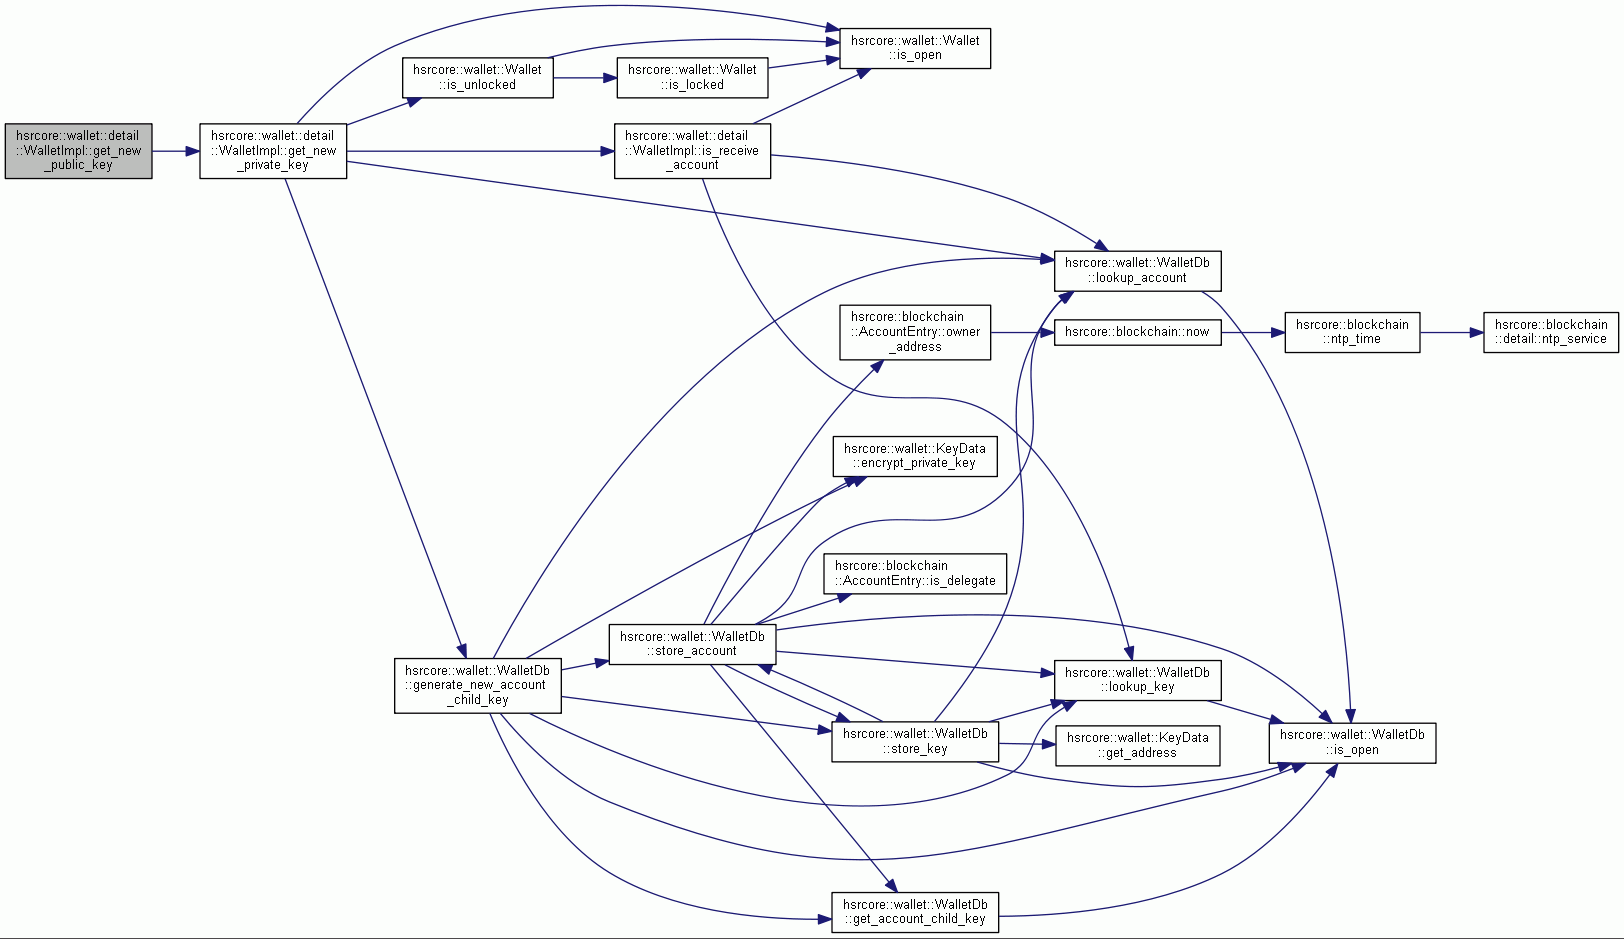 hsrcore::wallet::Wallet
::is_open
hsrcore::wallet::Wallet
::is_unlocked
hsrcore::wallet::Wallet
::is_locked
hsrcore::wallet::detail
::WalletImpl::get_new
_public_key
hsrcore::wallet::detail
::WalletImpl::get_new
_private_key
hsrcore::wallet::detail
::WalletImpl::is_receive
_account
hsrcore::wallet::WalletDb
::lookup_account
hsrcore::blockchain
::AccountEntry::owner
_address
hsrcore::blockchain::now
hsrcore::blockchain
::ntp_time
hsrcore::blockchain
::detail::ntp_service
hsrcore::wallet::KeyData
::encrypt_private_key
hsrcore::blockchain
::AccountEntry::is_delegate
hsrcore::wallet::WalletDb
::store_account
hsrcore::wallet::WalletDb
::generate_new_account
_child_key
hsrcore::wallet::WalletDb
::lookup_key
hsrcore::wallet::WalletDb
::store_key
hsrcore::wallet::KeyData
::get_address
hsrcore::wallet::WalletDb
::is_open
hsrcore::wallet::WalletDb
::get_account_child_key